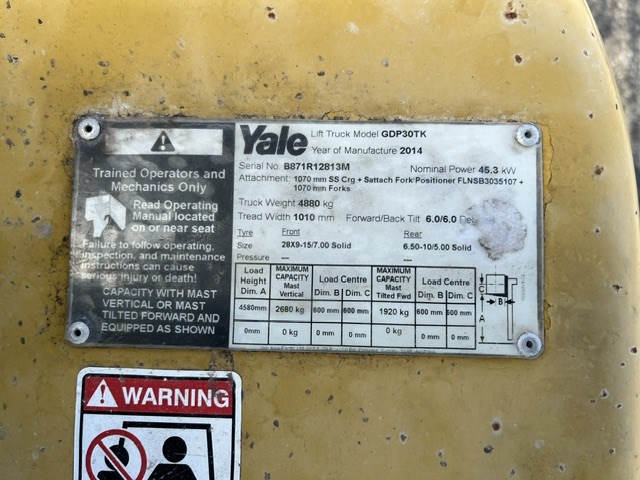 Trained Operators and
Mechanics Only
Read Operating
Manual located
on or near seat
Failure to follow operating,
inspection, and maintenance
instructions can cause
serious injury or death!
CAPACITY WITH MAST
VERTICAL OR MAST
TILTED FORWARD AND
EQUIPPED AS SHOWN
Yale Lift Truck Model GDP30TK
Year of Manufacture 2014
Serial No. B871R12813M Nominal Power 45.3 kW
Attachment: 1070 mm SS Crg + Sattach Fork Positioner FLNSB3035107 +
1070 mm Forks
Truck Weight 4880 kg
Tread Width 1010 mm Forward/Back Tilt 6.0/6.0
Tyre Front Rear
Size 28X9-15/7.00 Solid 6.50-10/5.00 Solid
Pressure — —
Load Height Dim. A MAXIMUM CAPACITY Mast Vertical Load Centre Dim. B Dim. C MAXIMUM CAPACITY Mast Tilted Fwd Load Centre Dim. B Dim. C
4580mm 2680 kg 600 mm 600 mm 1920 kg 600 mm 600 mm
0mm 0 kg 0 mm 0 mm 0 kg 0 mm 0 mm
C B
A
WARNING